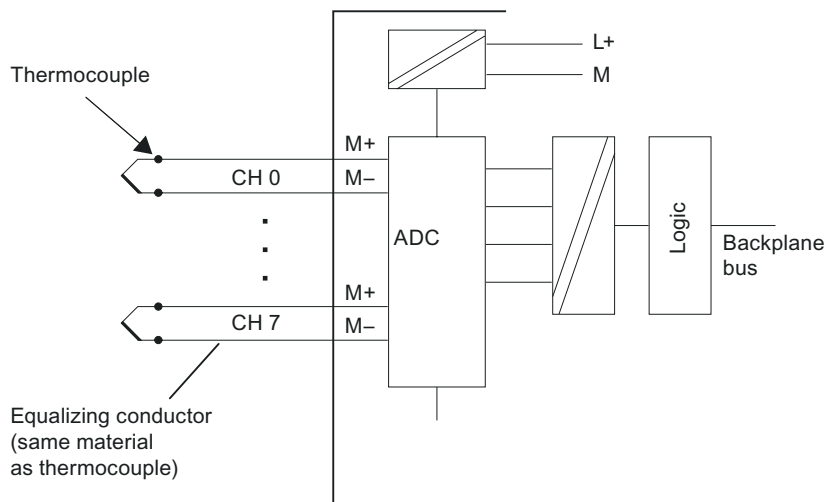 L+
M
Thermocouple
M+
CH 0
M–
ADC
Logic
Backplane
bus
M+
CH 7
M–
Equalizing conductor
(same material
as thermocouple)